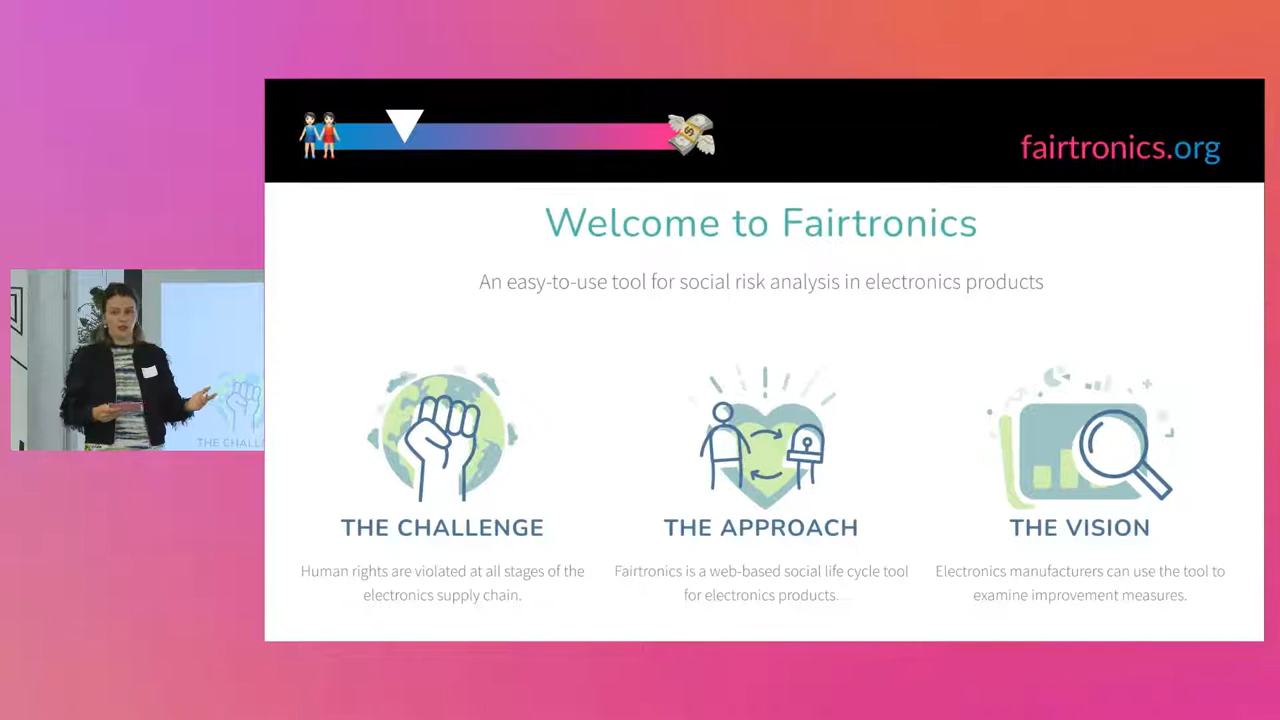 fairtronics.org
Welcome to Fairtronics
An easy-to-use tool for social risk analysis in electronics products
THE CHALLENGE
Human rights are violated at all stages of the
electronics supply chain.
THE APPROACH
Fairtronics is a web-based social life cycle tool
for electronics products.
THE VISION
Electronics manufacturers can use the tool to
examine improvement measures.
THE CHALL